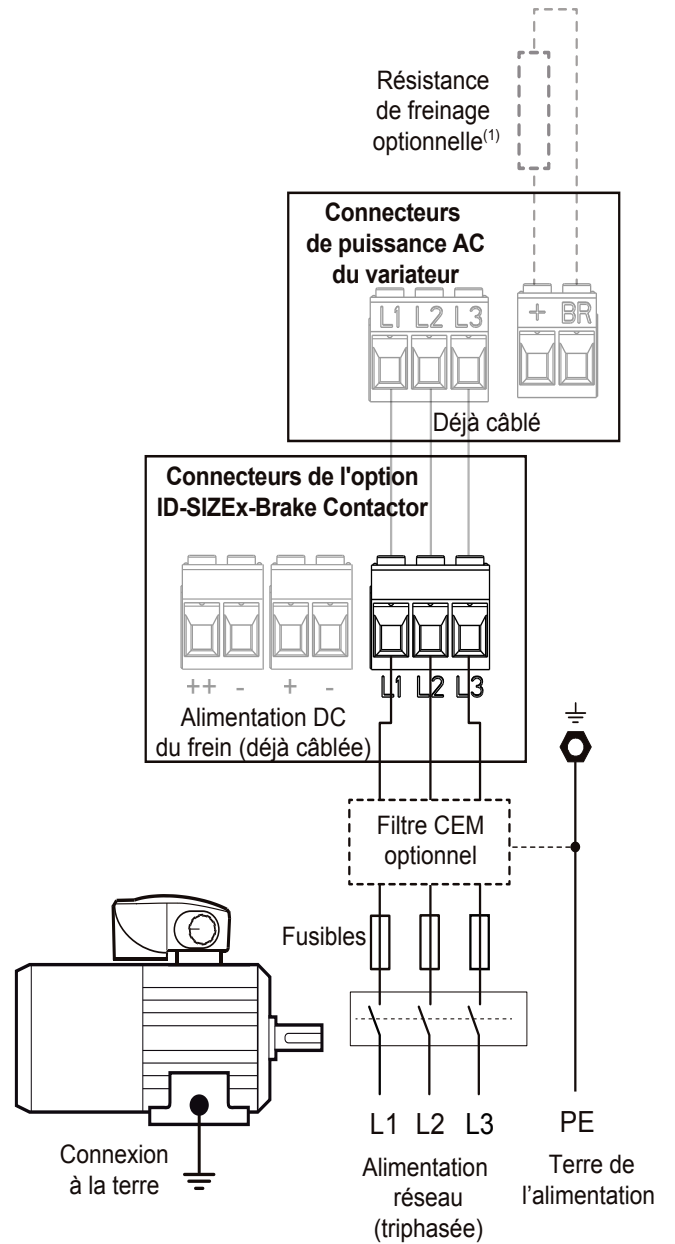 Résistance
de freinage
optionnelle(1)
Connecteurs
de puissance AC
du variateur
L1 L2 L3
+ BR
Déjà câblé
Connecteurs de l'option
ID-SIZEx-Brake Contactor
++ - + -
L1 L2 L3
Alimentation DC
du frein (déjà câblée)
Filtre CEM
optionnel
Fusibles
L1 L2 L3
PE
Connexion
à la terre
Alimentation
réseau
(triphasée)
Terre de
l’alimentation